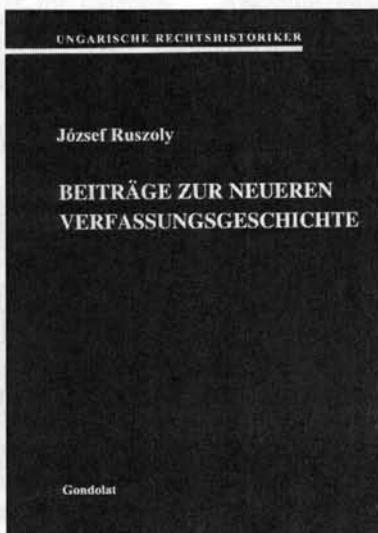 UNGARISCHE RECHTSHISTORIKER
József Ruszoly
BEITRÄGE ZUR NEUEREN
VERFASSUNGSGESCHICHTE
Gondolat